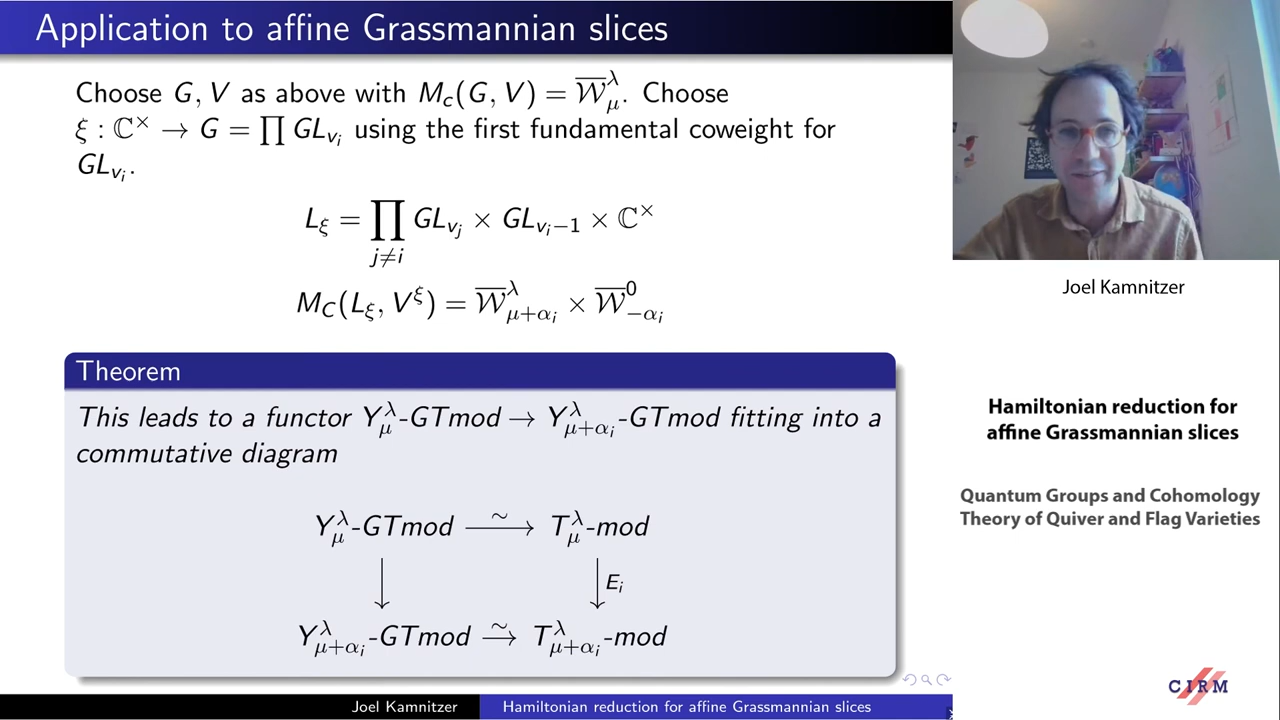 Application to affine Grassmannian slices
Choose G, V as above with M_c(G, V) = \overline{W}^λ_μ. Choose
ξ : ℂ^× → G = ∏ GL_{v_i} using the first fundamental coweight for
GL_{v_i}.
L_ξ = ∏_{j≠i} GL_{v_j} × GL_{v_i−1} × ℂ^×
M_C(L_ξ, V^ξ) = \overline{W}^λ_{μ+α_i} × \overline{W}^0_{−α_i}
Theorem
This leads to a functor Y^λ_μ-GTmod → Y^λ_{μ+α_i}-GTmod fitting into a
commutative diagram
Y^λ_μ-GTmod ⥲ T^λ_μ-mod
↓ ↓ E_i
Y^λ_{μ+α_i}-GTmod ⥲ T^λ_{μ+α_i}-mod
Joel Kamnitzer Hamiltonian reduction for affine Grassmannian slices
Joel Kamnitzer
Hamiltonian reduction for
affine Grassmannian slices
Quantum Groups and Cohomology
Theory of Quiver and Flag Varieties
CIRM